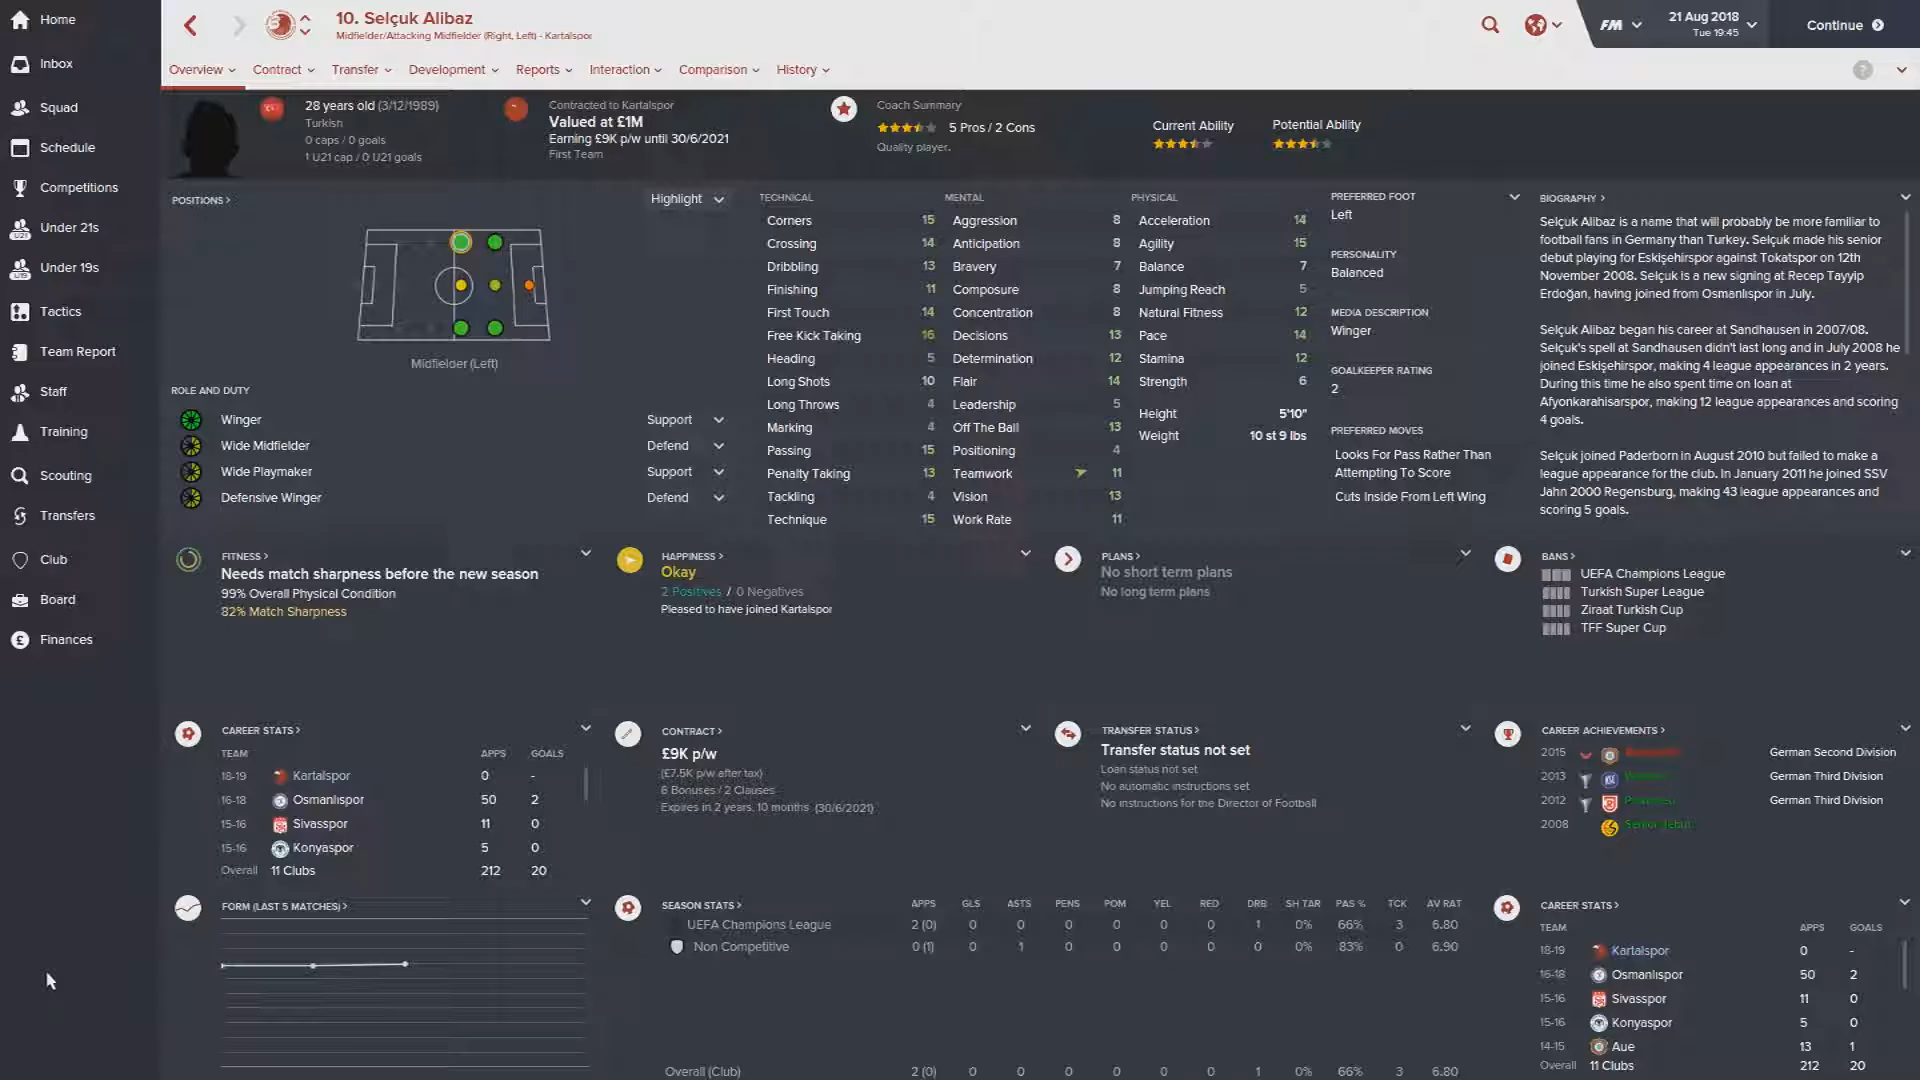 Home
Inbox
Squad
Schedule
Competitions
Under 21s
Under 19s
Tactics
Team Report
Staff
Training
Scouting
Transfers
Club
Board
Finances
10. Selçuk Alibaz
Midfielder/Attacking Midfielder (Right, Left) - Kartalspor
FM
21 Aug 2018
Tue 19:45
Continue
Overview Contract Transfer Development Reports Interaction Comparison History
28 years old (3/12/1989)
Turkish
0 caps / 0 goals
1 U21 cap / 0 U21 goals
Contracted to Kartalspor
Valued at £1M
Earning £9K p/w until 30/6/2021
First Team
Coach Summary
5 Pros / 2 Cons
Quality player.
Current Ability
Potential Ability
POSITIONS >
Highlight
Midfielder (Left)
ROLE AND DUTY
Winger Support
Wide Midfielder Defend
Wide Playmaker Support
Defensive Winger Defend
TECHNICAL
Corners 15
Crossing 14
Dribbling 13
Finishing 11
First Touch 14
Free Kick Taking 16
Heading 5
Long Shots 10
Long Throws 4
Marking 4
Passing 15
Penalty Taking 13
Tackling 4
Technique 15
MENTAL
Aggression 8
Anticipation 8
Bravery 7
Composure 8
Concentration 8
Decisions 13
Determination 12
Flair 14
Leadership 5
Off The Ball 13
Positioning 4
Teamwork 11
Vision 13
Work Rate 11
PHYSICAL
Acceleration 14
Agility 15
Balance 7
Jumping Reach 5
Natural Fitness 12
Pace 14
Stamina 12
Strength 6
Height 5'10"
Weight 10 st 9 lbs
PREFERRED FOOT
Left
PERSONALITY
Balanced
MEDIA DESCRIPTION
Winger
GOALKEEPER RATING
2
PREFERRED MOVES
Looks For Pass Rather Than
Attempting To Score
Cuts Inside From Left Wing
BIOGRAPHY >
Selçuk Alibaz is a name that will probably be more familiar to
football fans in Germany than Turkey. Selçuk made his senior
debut playing for Eskişehirspor against Tokatspor on 12th
November 2008. Selçuk is a new signing at Recep Tayyip
Erdoğan, having joined from Osmanlıspor in July.
Selçuk Alibaz began his career at Sandhausen in 2007/08.
Selçuk's spell at Sandhausen didn't last long and in July 2008 he
joined Eskişehirspor, making 4 league appearances in 2 years.
During this time he also spent time on loan at
Afyonkarahisarspor, making 12 league appearances and scoring
4 goals.
Selçuk joined Paderborn in August 2010 but failed to make a
league appearance for the club. In January 2011 he joined SSV
Jahn 2000 Regensburg, making 43 league appearances and
scoring 5 goals.
FITNESS >
Needs match sharpness before the new season
99% Overall Physical Condition
82% Match Sharpness
HAPPINESS >
Okay
2 Positives / 0 Negatives
Pleased to have joined Kartalspor
PLANS >
No short term plans
No long term plans
BANS >
UEFA Champions League
Turkish Super League
Ziraat Turkish Cup
TFF Super Cup
CAREER STATS >
TEAM APPS GOALS
18-19 Kartalspor 0 -
16-18 Osmanlıspor 50 2
15-16 Sivasspor 11 0
15-16 Konyaspor 5 0
Overall 11 Clubs 212 20
CONTRACT >
£9K p/w
(£7.5K p/w after tax)
6 Bonuses / 2 Clauses
Expires in 2 years, 10 months (30/6/2021)
TRANSFER STATUS >
Transfer status not set
Loan status not set
No automatic instructions set
No instructions for the Director of Football
CAREER ACHIEVEMENTS >
2015 German Second Division
2013 German Third Division
2012 German Third Division
2008 Senior debut
FORM (LAST 5 MATCHES) >
SEASON STATS > APPS GLS ASTS PENS POM YEL RED DRB SH TAR PAS % TCK AV RAT
UEFA Champions League 2 (0) 0 0 0 0 0 0 1 0% 66% 3 6.80
Non Competitive 0 (1) 0 1 0 0 0 0 0 0% 83% 0 6.90
Overall (Club) 2 (0) 0 0 0 0 0 0 1 0% 66% 3 6.80
CAREER STATS >
TEAM APPS GOALS
18-19 Kartalspor 0 -
16-18 Osmanlıspor 50 2
15-16 Sivasspor 11 0
15-16 Konyaspor 5 0
14-15 Aue 13 1
Overall 11 Clubs 212 20